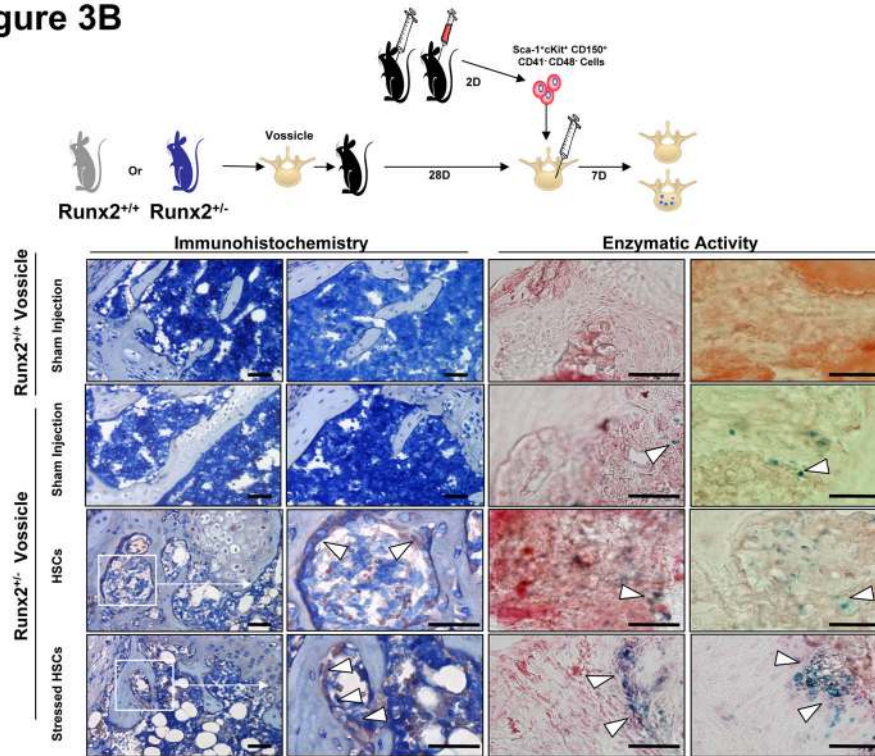 gure 3B
Sca-1⁺cKit⁺ CD150⁺
CD41⁻ CD48⁻ Cells
2D
Vossicle
Or
28D
7D
Runx2⁺/⁺ Runx2⁺/⁻
Immunohistochemistry
Enzymatic Activity
Runx2⁺/⁺ Vossicle
Sham Injection
Runx2⁺/⁻ Vossicle
Sham Injection
HSCs
Stressed HSCs